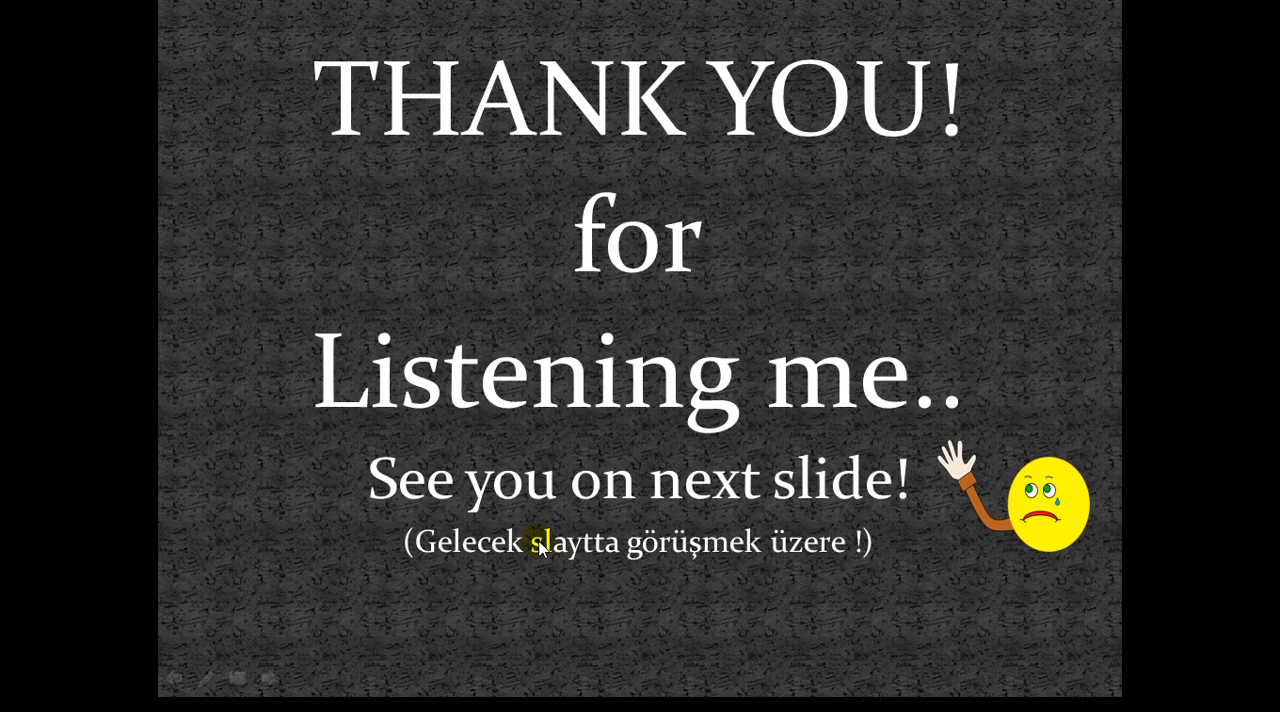 THANK YOU!
for
Listening me..
See you on next slide!
(Gelecek slaytta görüşmek üzere !)